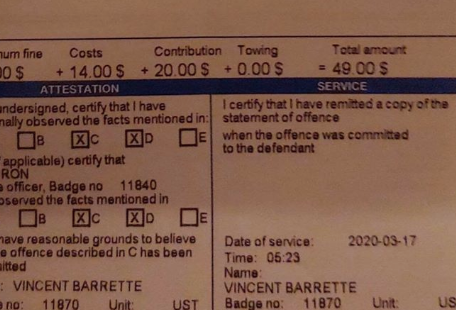 num fine Costs Contribution Towing Total amount
00 $ + 14.00 $ + 20.00 $ + 0.00 $ = 49.00 $
ATTESTATION
undersigned, certify that I have
nally observed the facts mentioned in:
B X C X D E
applicable) certify that
RON
e officer, Badge no 11840
observed the facts mentioned in
B X C X D E
have reasonable grounds to believe
e offence described in C has been
itted
: VINCENT BARRETTE
e no: 11870 Unit: UST
SERVICE
I certify that I have remitted a copy of the
statement of offence
when the offence was committed
to the defendant
Date of service: 2020-03-17
Time: 05:23
Name:
VINCENT BARRETTE
Badge no: 11870 Unit: US